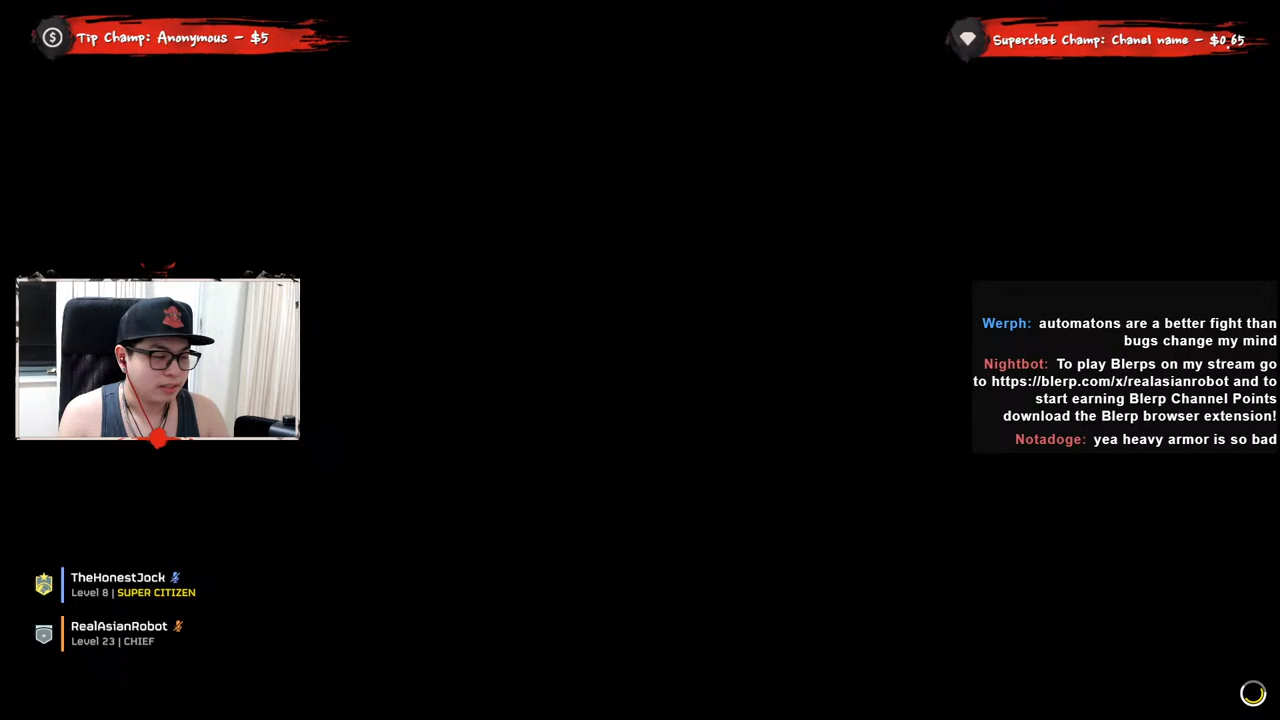 Tip Champ: Anonymous - $5
Superchat Champ: Chanel name - $0.65
Werph: automatons are a better fight than
bugs change my mind
Nightbot: To play Blerps on my stream go
to https://blerp.com/x/realasianrobot and to
start earning Blerp Channel Points
download the Blerp browser extension!
Notadoge: yea heavy armor is so bad
TheHonestJock
Level 8 | SUPER CITIZEN
RealAsianRobot
Level 23 | CHIEF